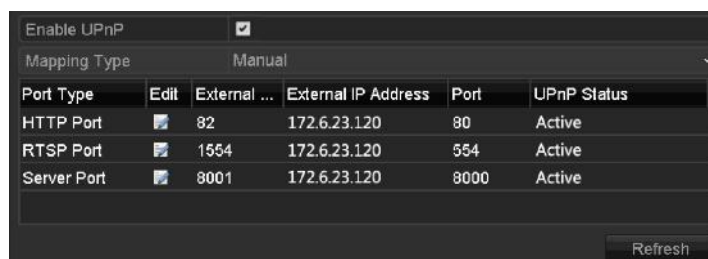 Enable UPnP
Mapping Type Manual
Port Type Edit External ... External IP Address Port UPnP Status
HTTP Port 82 172.6.23.120 80 Active
RTSP Port 1554 172.6.23.120 554 Active
Server Port 8001 172.6.23.120 8000 Active
Refresh